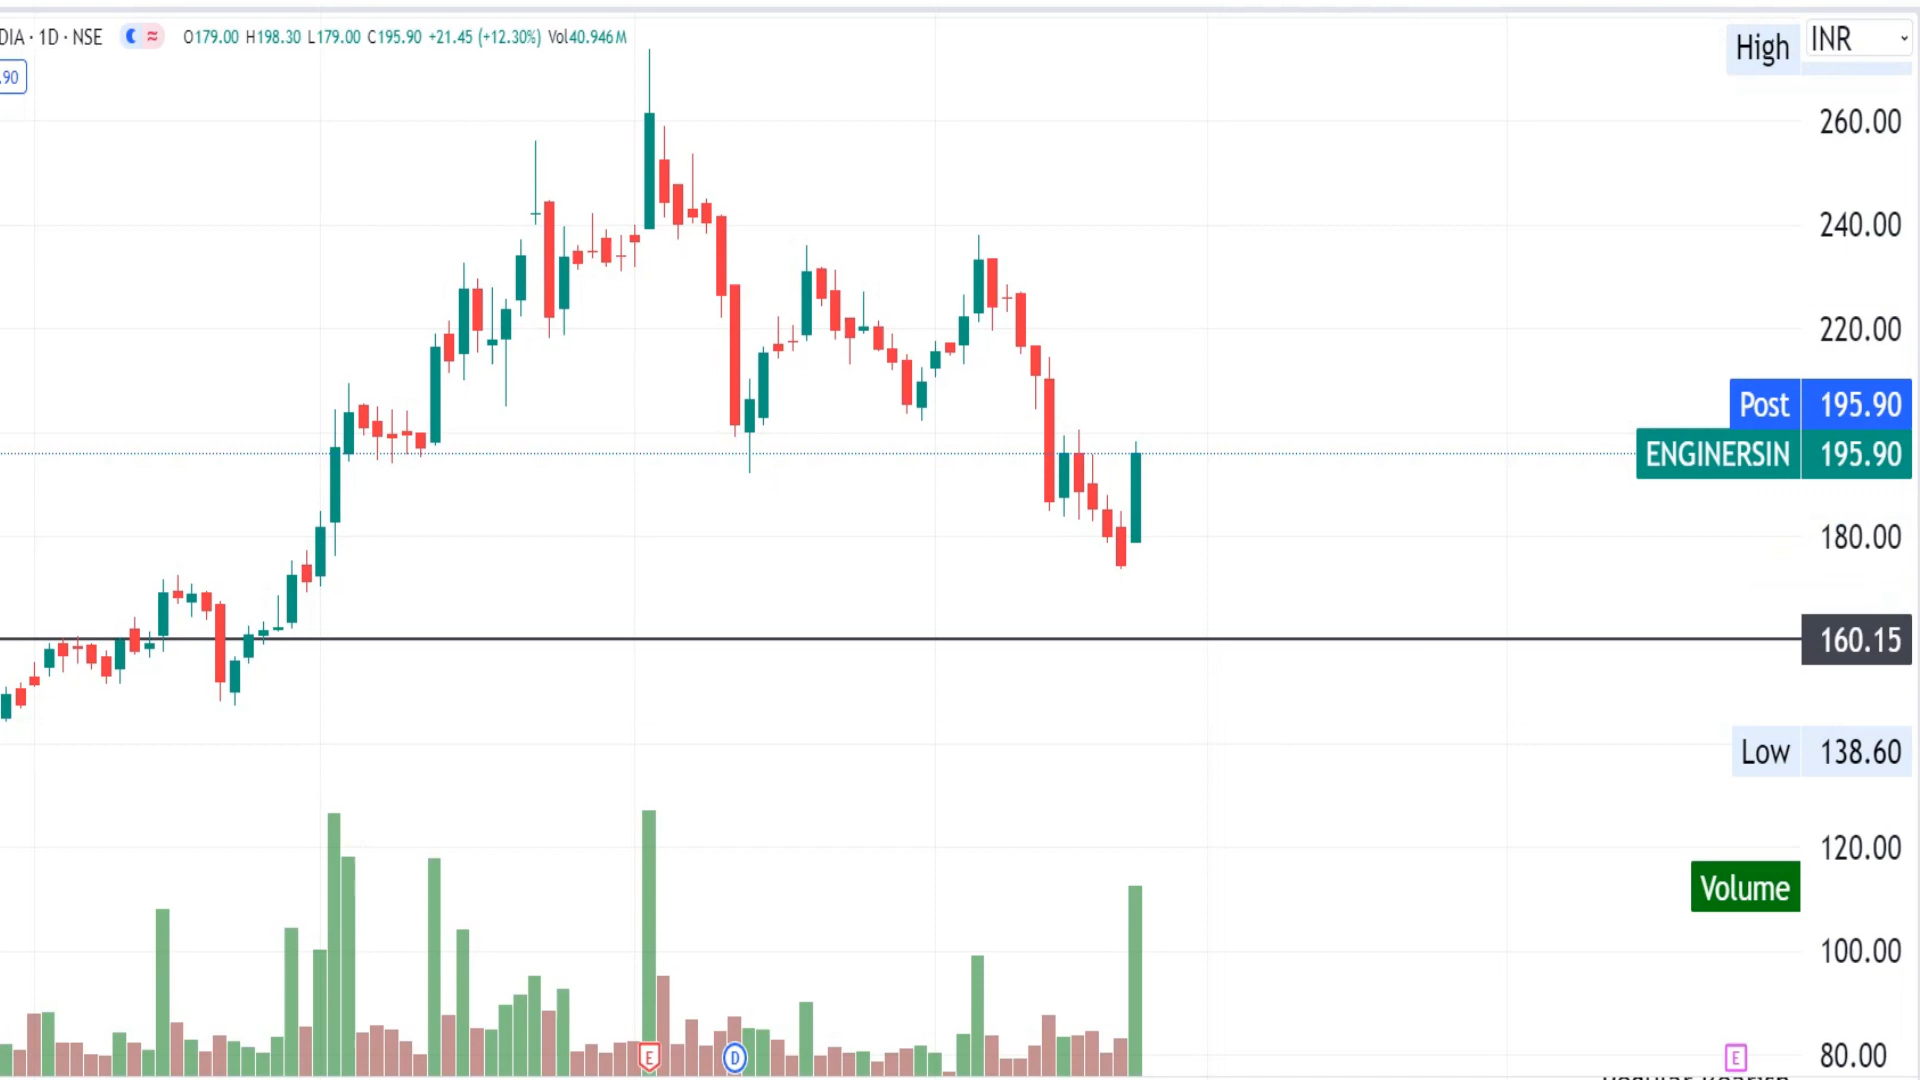 DIA · 1D · NSE O179.00 H198.30 L179.00 C195.90 +21.45 (+12.30%) Vol40.946M
.90
High INR
260.00
240.00
220.00
Post 195.90
ENGINERSIN 195.90
180.00
160.15
Low 138.60
120.00
Volume
100.00
E D E 80.00